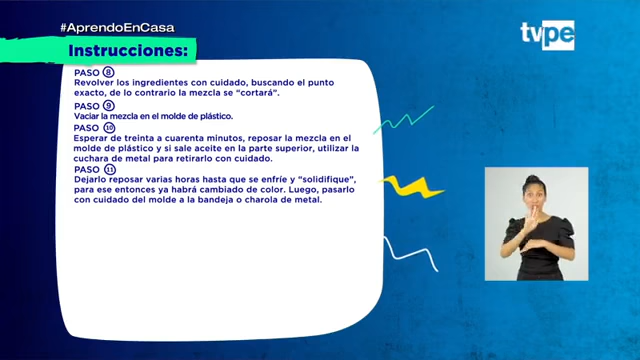 #AprendoEnCasa
tvpe
Instrucciones:
PASO 8
Revolver los ingredientes con cuidado, buscando el punto
exacto, de lo contrario la mezcla se “cortará”.
PASO 9
Vaciar la mezcla en el molde de plástico.
PASO 10
Esperar de treinta a cuarenta minutos, reposar la mezcla en el
molde de plástico y si sale aceite en la parte superior, utilizar la
cuchara de metal para retirarlo con cuidado.
PASO 11
Dejarlo reposar varias horas hasta que se enfríe y “solidifique”,
para ese entonces ya habrá cambiado de color. Luego, pasarlo
con cuidado del molde a la bandeja o charola de metal.